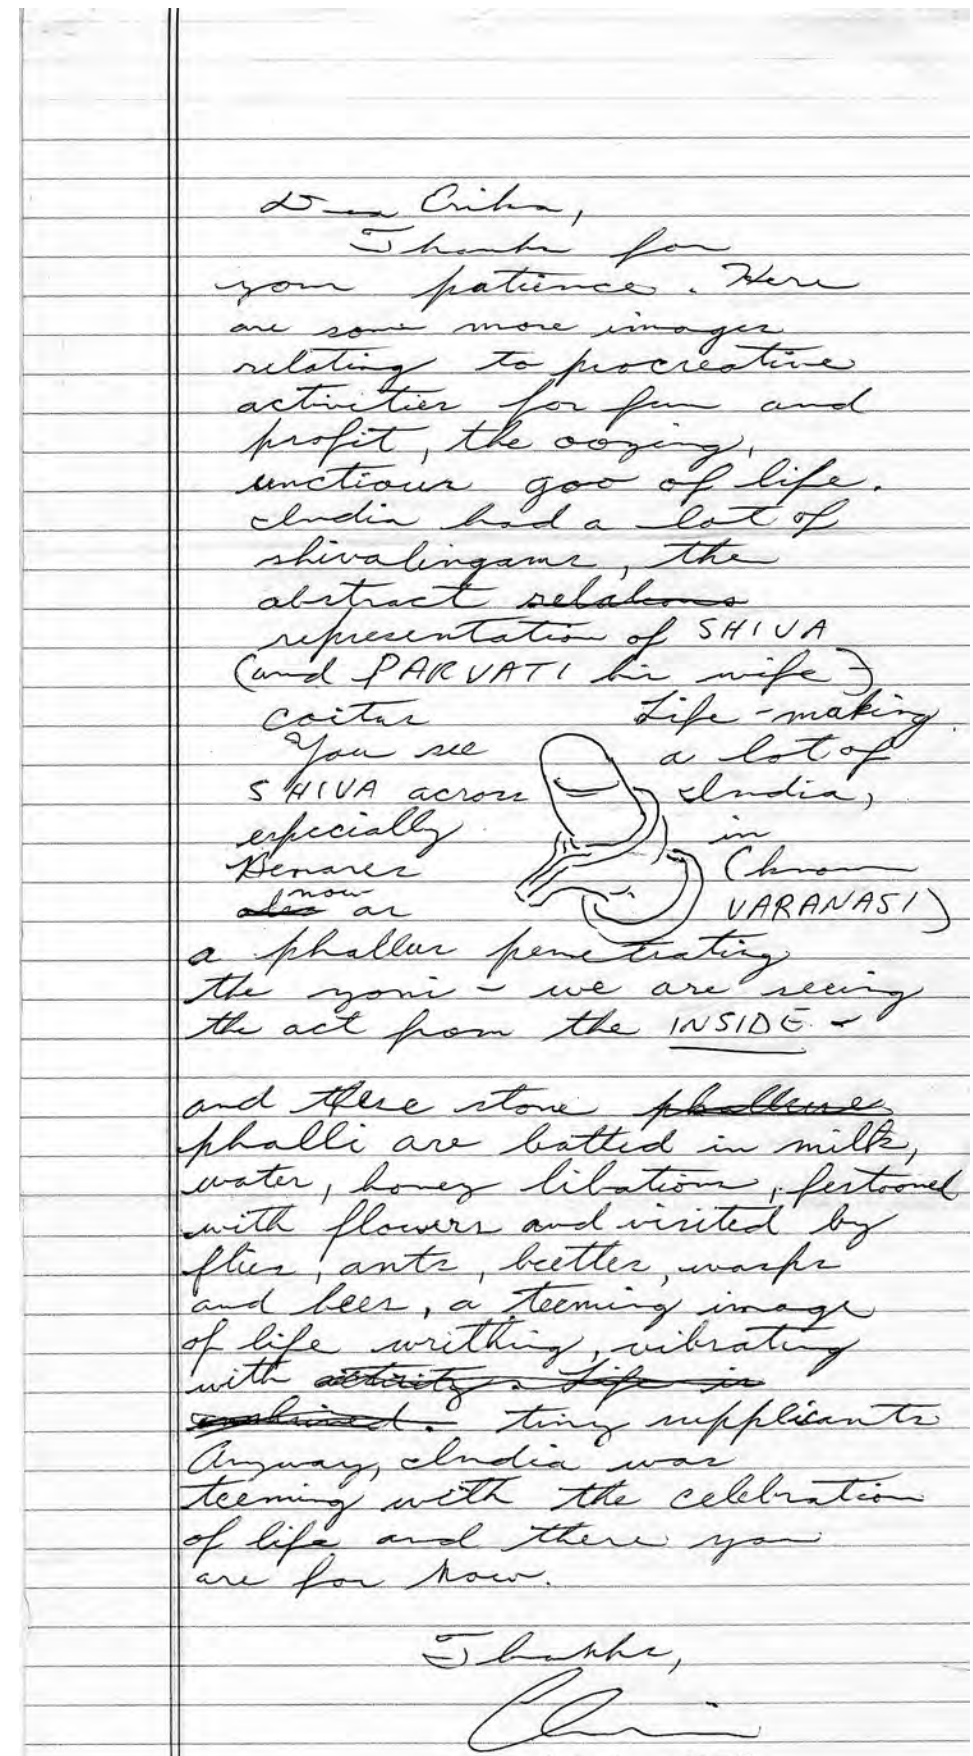 Dear Erika,
Thanks for
your patience. Here
are some more images
relating to procreative
activities for fun and
profit, the oozing,
unctious goo of life.
India had a lot of
shivalingams, the
abstract relations
representation of SHIVA
(and PARVATI his wife)
coitus Life-making.
You see a lot of
SHIVA across India,
especially in
Benares (known
now
also as VARANASI)
a phallus penetrating
the yoni - we are seeing
the act from the INSIDE -
and these stone
phalli are batted in milk,
water, honey libations, festooned
with flowers and visited by
flies, ants, beetles, wasps
and bees, a teeming image
of life writhing, vibrating
with activity. Life is
tiny supplicants
Anyway, India was
teeming with the celebration
of life and there you
are for now.
Thanks,